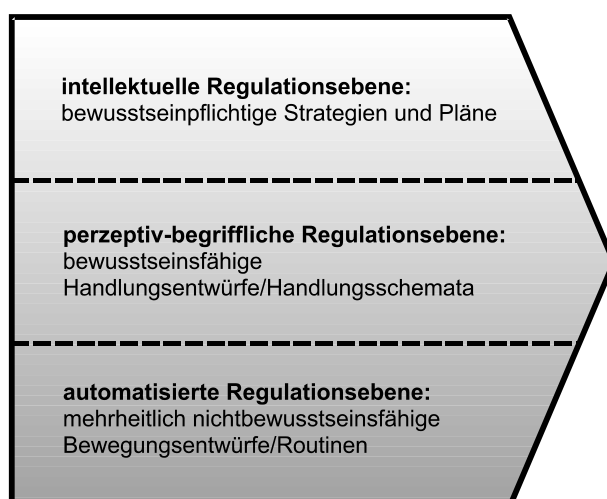 intellektuelle Regulationsebene:
bewusstseinpflichtige Strategien und Pläne
perzeptiv-begriffliche Regulationsebene:
bewusstseinsfähige
Handlungsentwürfe/Handlungsschemata
automatisierte Regulationsebene:
mehrheitlich nichtbewusstseinsfähige
Bewegungsentwürfe/Routinen